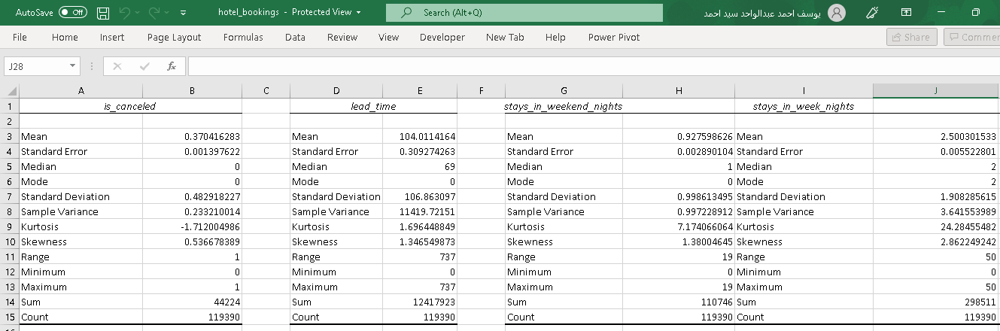 AutoSave Off hotel_bookings - Protected View Search (Alt+Q) يوسف احمد عبدالواحد سيد احمد
File Home Insert Page Layout Formulas Data Review View Developer New Tab Help Power Pivot Share Commen
J28 fx
A B C D E F G H I J
1 is_canceled lead_time stays_in_weekend_nights stays_in_week_nights
2
3 Mean 0.370416283 Mean 104.0114164 Mean 0.927598626 Mean 2.500301533
4 Standard Error 0.001397622 Standard Error 0.309274263 Standard Error 0.002890104 Standard Error 0.005522801
5 Median 0 Median 69 Median 1 Median 2
6 Mode 0 Mode 0 Mode 0 Mode 2
7 Standard Deviation 0.482918227 Standard Deviation 106.863097 Standard Deviation 0.998613495 Standard Deviation 1.908285615
8 Sample Variance 0.233210014 Sample Variance 11419.72151 Sample Variance 0.997228912 Sample Variance 3.641553989
9 Kurtosis -1.712004986 Kurtosis 1.696448849 Kurtosis 7.174066064 Kurtosis 24.28455482
10 Skewness 0.536678389 Skewness 1.346549873 Skewness 1.38004645 Skewness 2.862249242
11 Range 1 Range 737 Range 19 Range 50
12 Minimum 0 Minimum 0 Minimum 0 Minimum 0
13 Maximum 1 Maximum 737 Maximum 19 Maximum 50
14 Sum 44224 Sum 12417923 Sum 110746 Sum 298511
15 Count 119390 Count 119390 Count 119390 Count 119390